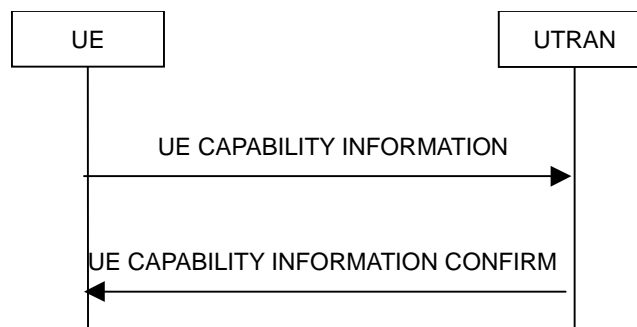 UE
UTRAN
UE CAPABILITY INFORMATION
UE CAPABILITY INFORMATION CONFIRM